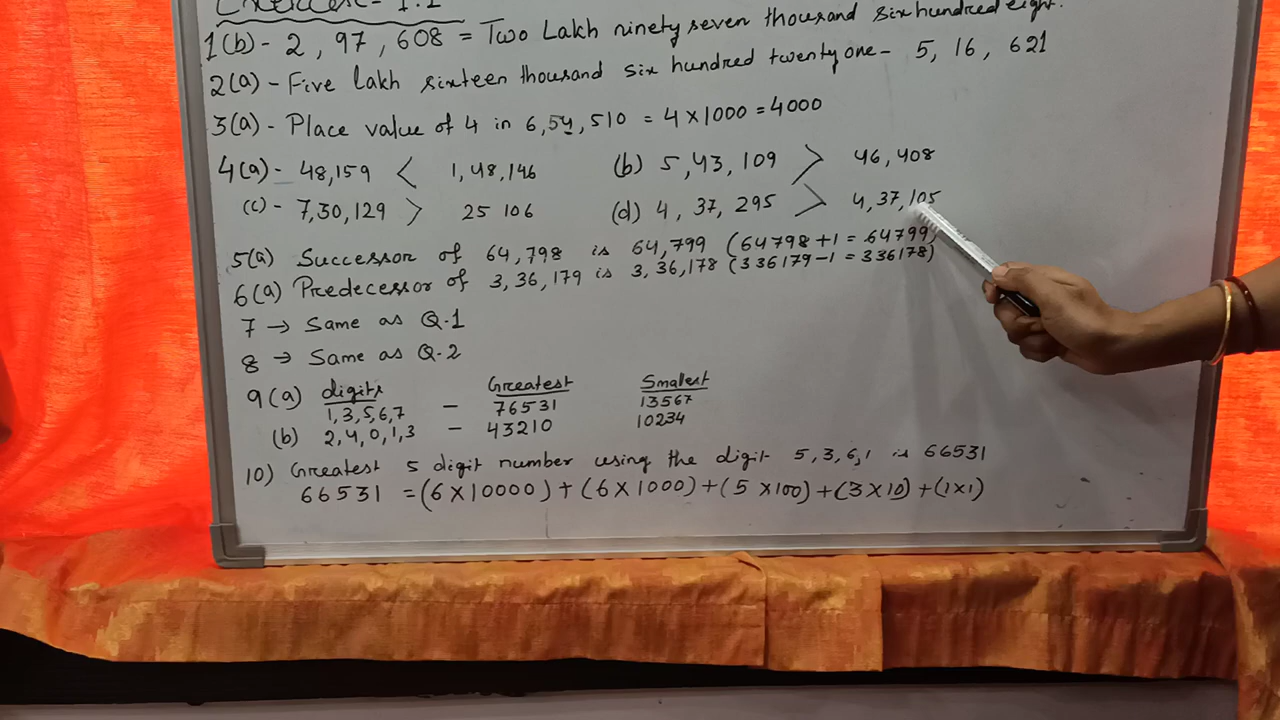 Exercise - 1.1
1(b) - 2, 97, 608 = Two Lakh ninety seven thousand six hundred eight.
2(a) - Five Lakh sixteen thousand six hundred twenty one - 5, 16, 621
3(a) - Place value of 4 in 6,54,510 = 4 x 1000 = 4000
4(a) - 48,159 < 1,48,146 (b) 5,43,109 > 46,408
(c) - 7,30,129 > 25 106 (d) 4, 37, 295 > 4,37,105
5(a) Successor of 64,798 is 64,799 (64798 + 1 = 64799)
6(a) Predecessor of 3,36,179 is 3,36,178 (336179 - 1 = 336178)
7 → Same as Q.1
8 → Same as Q.2
9(a) digits Greatest Smallest
1,3,5,6,7 - 76531 13567
(b) 2,4,0,1,3 - 43210 10234
10) Greatest 5 digit number using the digit 5,3,6,1 is 66531
66531 = (6 x 10000) + (6 x 1000) + (5 x 100) + (3 x 10) + (1 x 1)